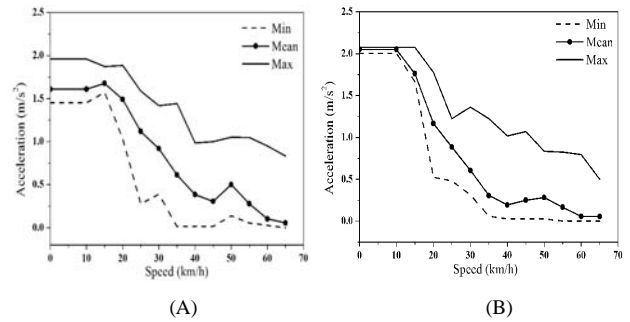 2.5
2.0
1.5
1.0
0.5
0.0
Acceleration (m/s²)
Min
Mean
Max
0 10 20 30 40 50 60 70
Speed (km/h)
(A)
2.5
2.0
1.5
1.0
0.5
0.0
Acceleration (m/s²)
Min
Mean
Max
0 10 20 30 40 50 60 70
Speed (km/h)
(B)